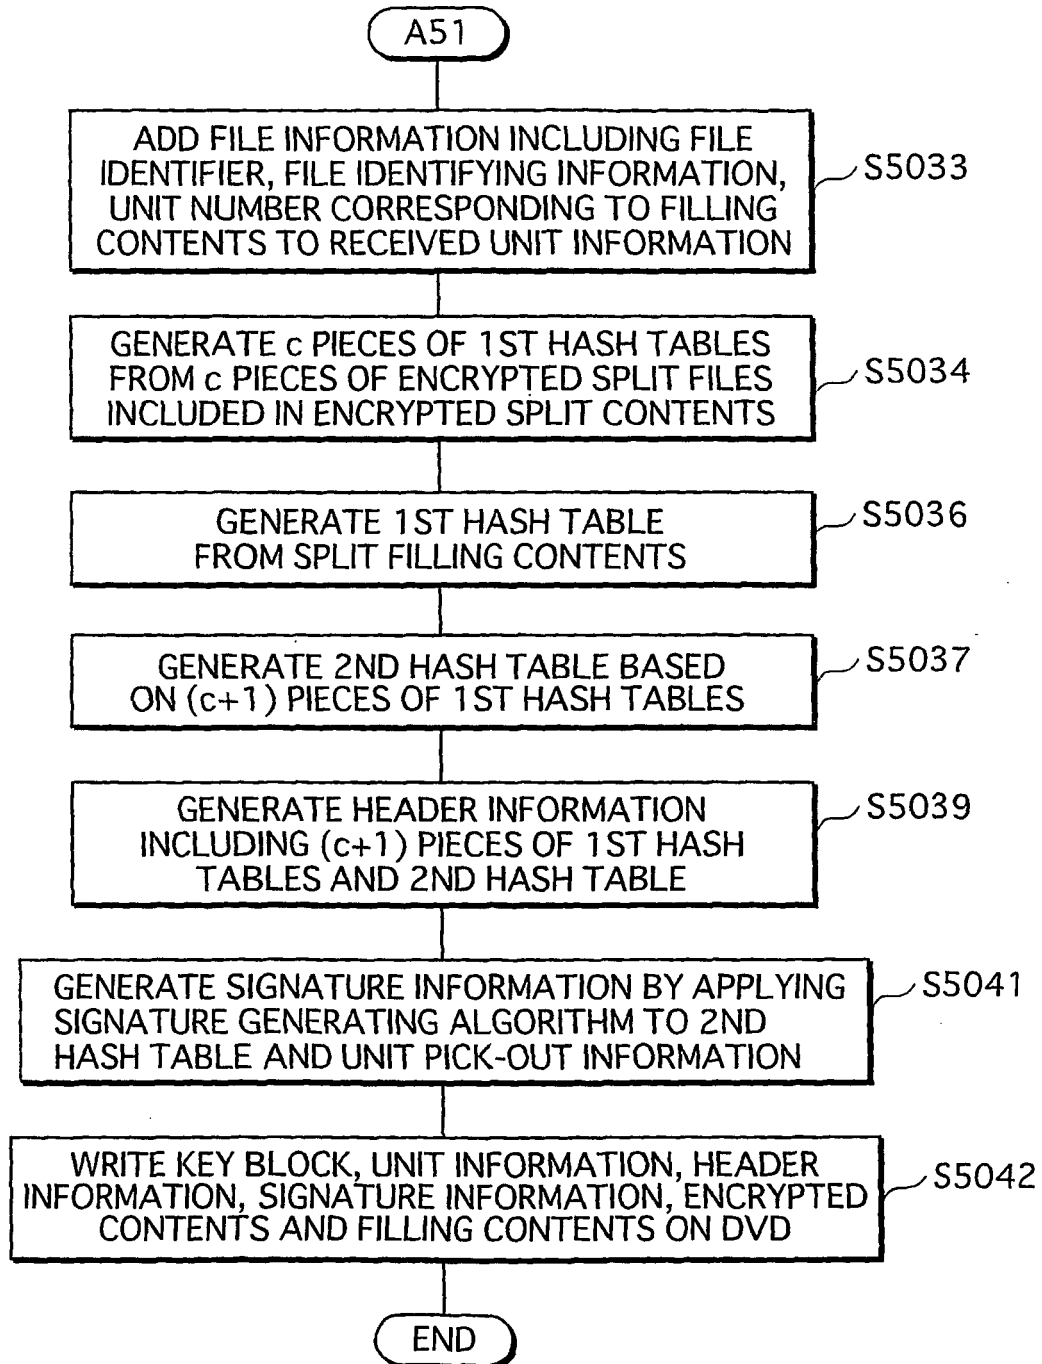 A51
ADD FILE INFORMATION INCLUDING FILE
IDENTIFIER, FILE IDENTIFYING INFORMATION,
UNIT NUMBER CORRESPONDING TO FILLING
CONTENTS TO RECEIVED UNIT INFORMATION
S5033
GENERATE c PIECES OF 1ST HASH TABLES
FROM c PIECES OF ENCRYPTED SPLIT FILES
INCLUDED IN ENCRYPTED SPLIT CONTENTS
S5034
GENERATE 1ST HASH TABLE
FROM SPLIT FILLING CONTENTS
S5036
GENERATE 2ND HASH TABLE BASED
ON (c+1) PIECES OF 1ST HASH TABLES
S5037
GENERATE HEADER INFORMATION
INCLUDING (c+1) PIECES OF 1ST HASH
TABLES AND 2ND HASH TABLE
S5039
GENERATE SIGNATURE INFORMATION BY APPLYING
SIGNATURE GENERATING ALGORITHM TO 2ND
HASH TABLE AND UNIT PICK-OUT INFORMATION
S5041
WRITE KEY BLOCK, UNIT INFORMATION, HEADER
INFORMATION, SIGNATURE INFORMATION, ENCRYPTED
CONTENTS AND FILLING CONTENTS ON DVD
S5042
END